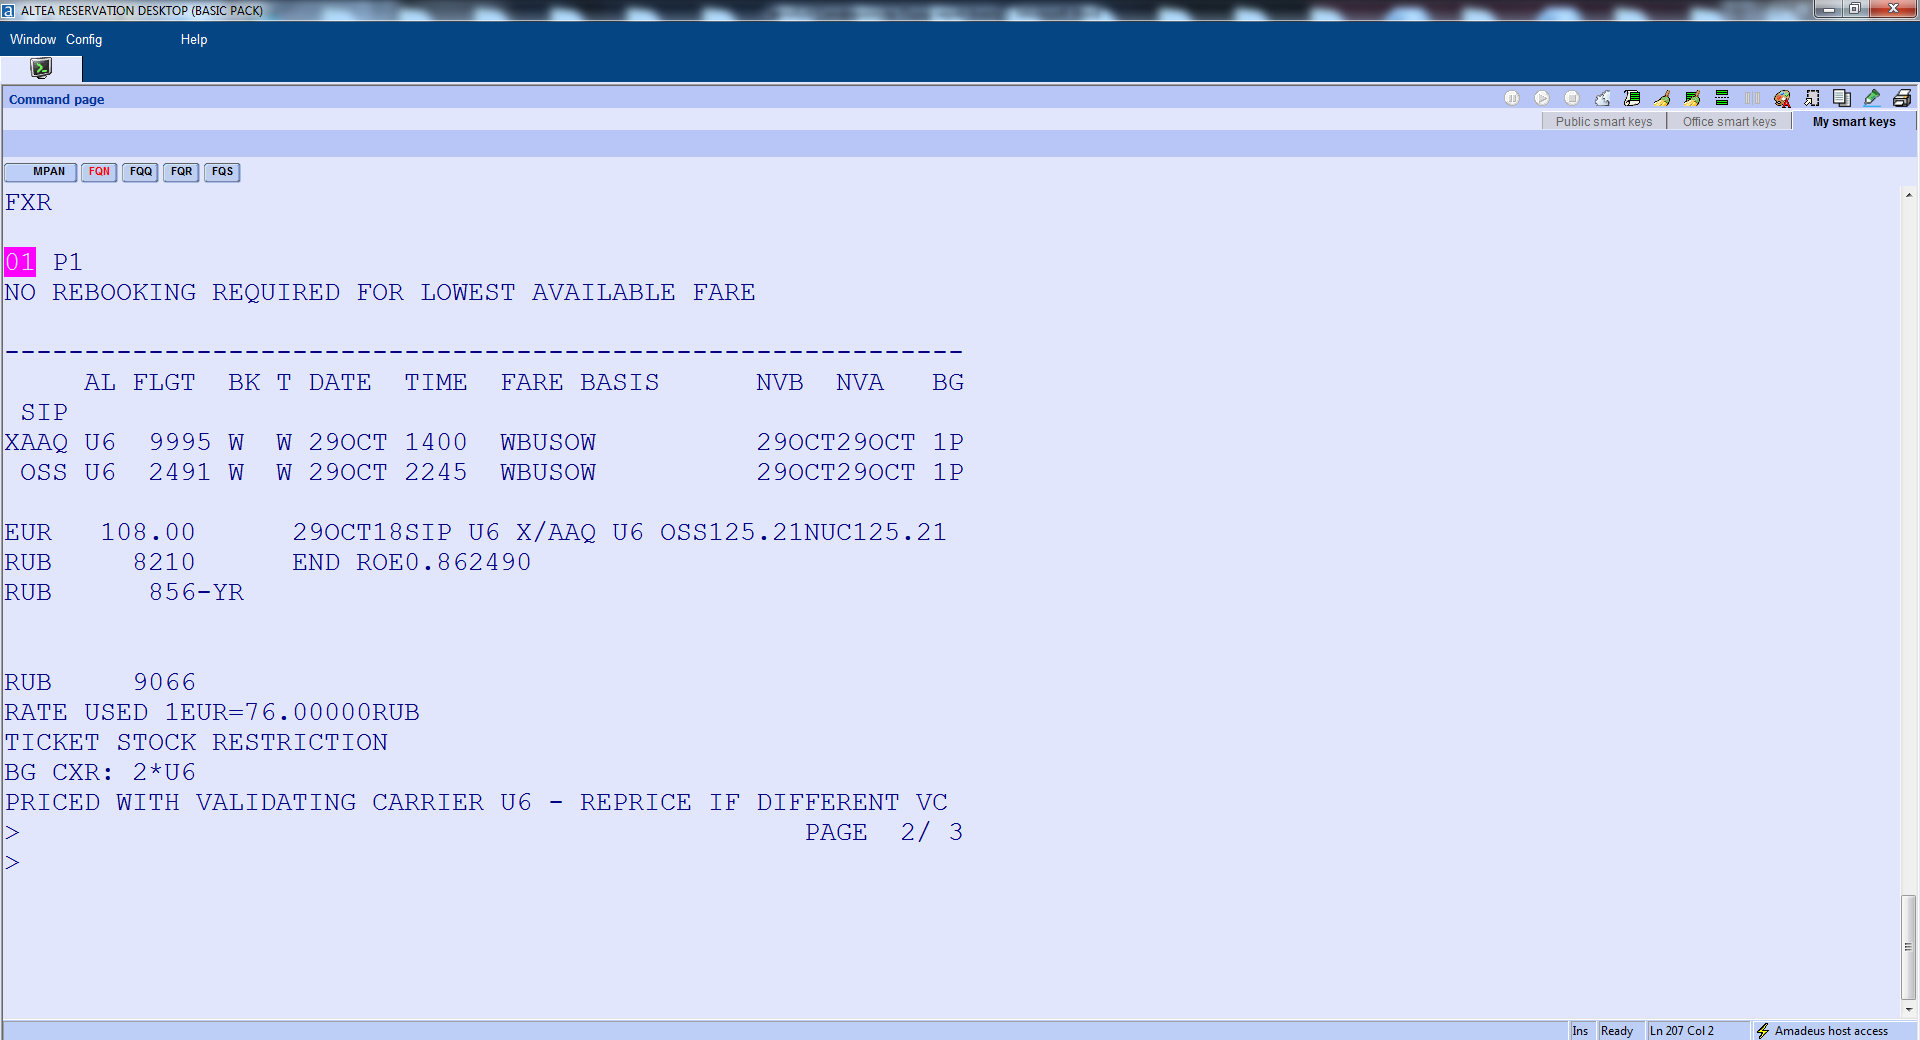 ALTEA RESERVATION DESKTOP (BASIC PACK)
Window Config Help
Command page
Public smart keys Office smart keys My smart keys
MPAN FQN FQQ FQR FQS
FXR
01 P1
NO REBOOKING REQUIRED FOR LOWEST AVAILABLE FARE
------------------------------------------------------------
AL FLGT BK T DATE TIME FARE BASIS NVB NVA BG
SIP
XAAQ U6 9995 W W 29OCT 1400 WBUSOW 29OCT29OCT 1P
OSS U6 2491 W W 29OCT 2245 WBUSOW 29OCT29OCT 1P
EUR 108.00 29OCT18SIP U6 X/AAQ U6 OSS125.21NUC125.21
RUB 8210 END ROE0.862490
RUB 856-YR
RUB 9066
RATE USED 1EUR=76.00000RUB
TICKET STOCK RESTRICTION
BG CXR: 2*U6
PRICED WITH VALIDATING CARRIER U6 - REPRICE IF DIFFERENT VC
> PAGE 2/ 3
>
Ins Ready Ln 207 Col 2 Amadeus host access